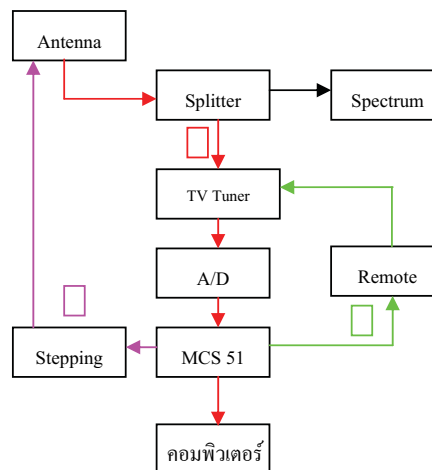 Antenna
Splitter
Spectrum
TV Tuner
A/D
Remote
Stepping
MCS 51
คอมพิวเตอร์